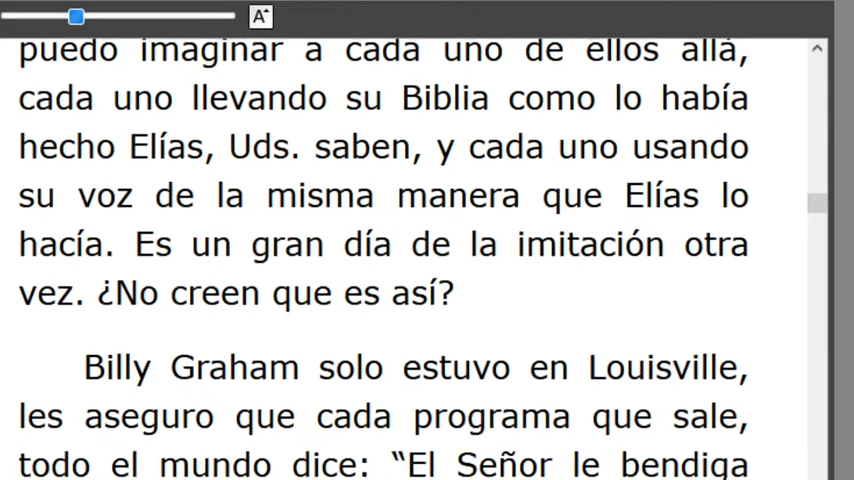 A
puedo imaginar a cada uno de ellos allá,
cada uno llevando su Biblia como lo había
hecho Elías, Uds. saben, y cada uno usando
su voz de la misma manera que Elías lo
hacía. Es un gran día de la imitación otra
vez. ¿No creen que es así?
Billy Graham solo estuvo en Louisville,
les aseguro que cada programa que sale,
todo el mundo dice: “El Señor le bendiga